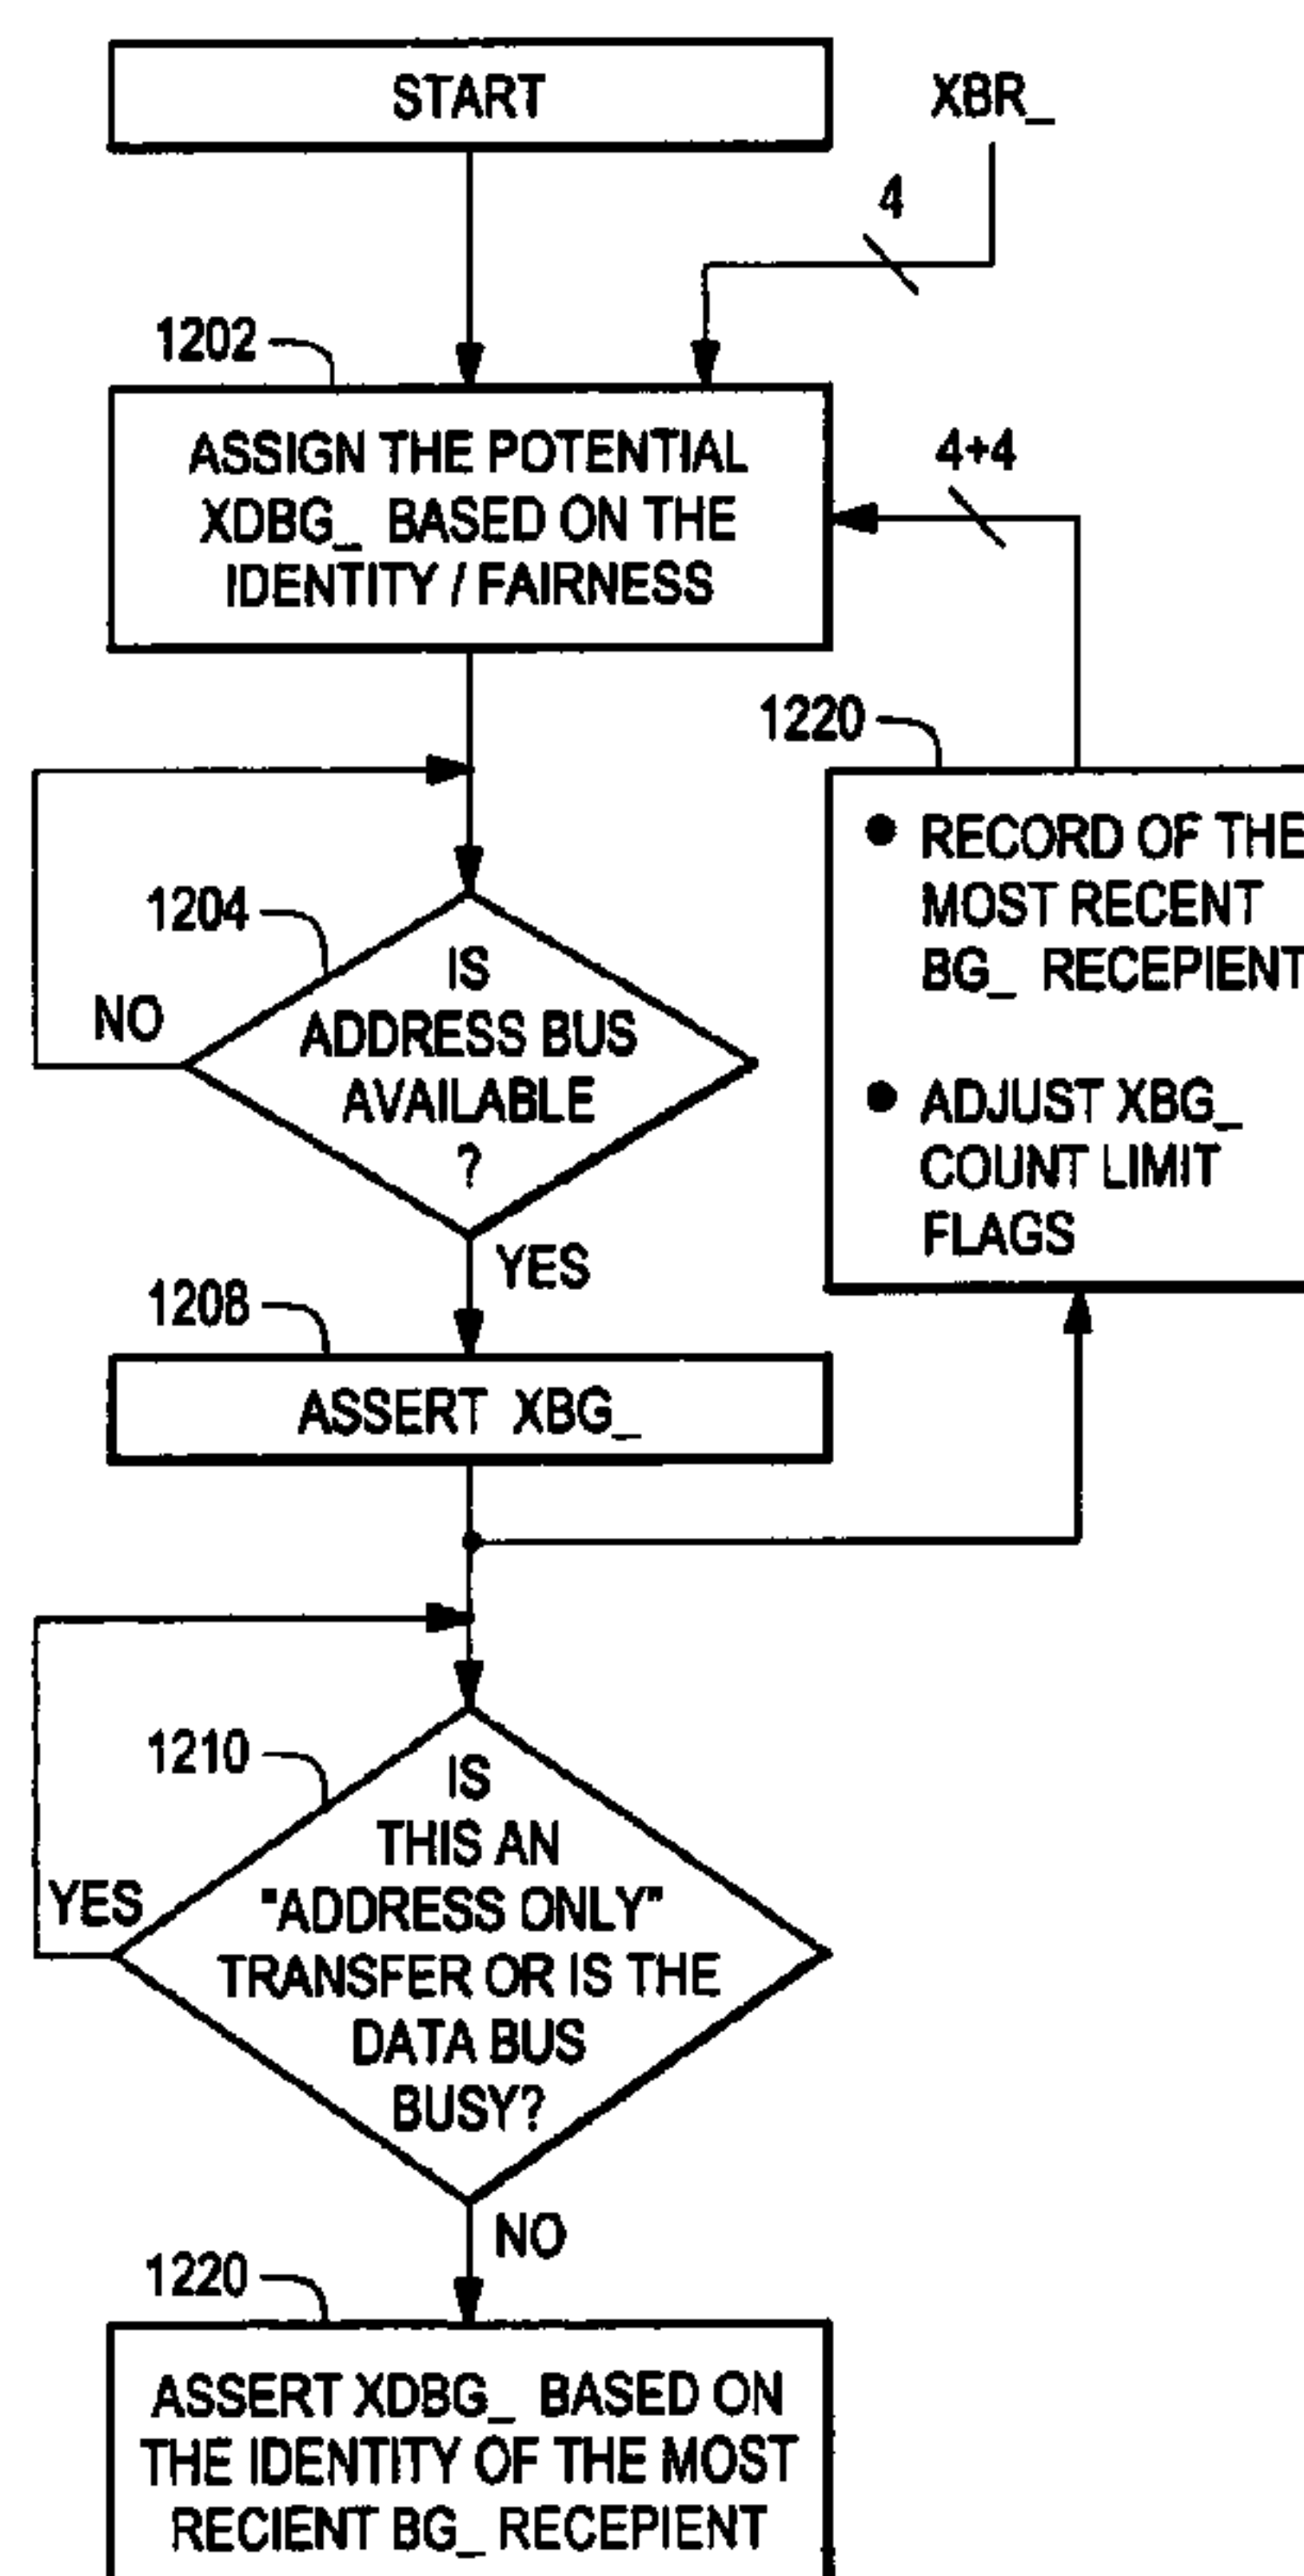 START
XBR_
4
1202
ASSIGN THE POTENTIAL
XDBG_ BASED ON THE
IDENTITY / FAIRNESS
4+4
1220
● RECORD OF THE
MOST RECENT
BG_ RECEPIENT
● ADJUST XBG_
COUNT LIMIT
FLAGS
1204
IS
ADDRESS BUS
AVAILABLE
?
NO
YES
1208
ASSERT XBG_
1210
IS
THIS AN
"ADDRESS ONLY"
TRANSFER OR IS THE
DATA BUS
BUSY?
YES
NO
1220
ASSERT XDBG_ BASED ON
THE IDENTITY OF THE MOST
RECIENT BG_ RECEPIENT